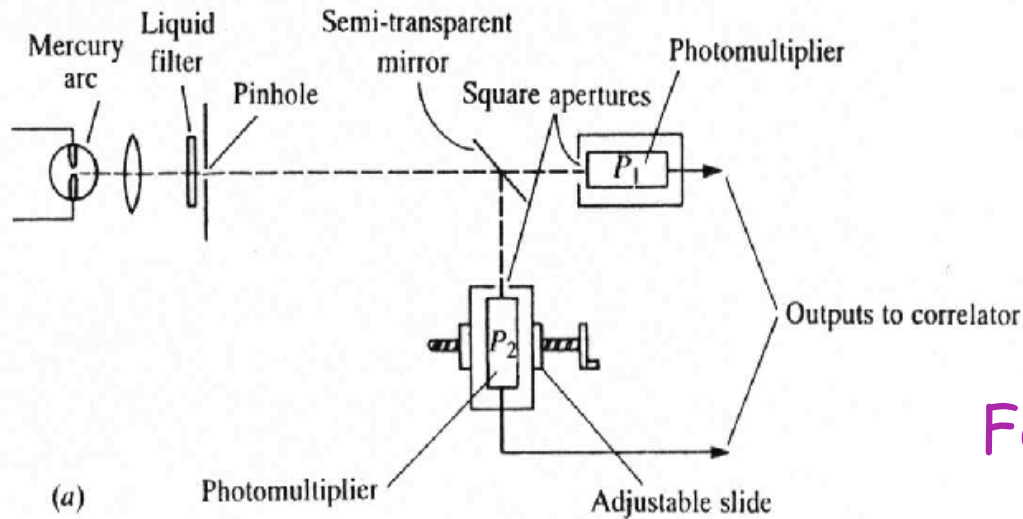 Mercury
arc
Liquid
filter
Pinhole
Semi-transparent
mirror
Square apertures
Photomultiplier
P1
P2
Outputs to correlator
Photomultiplier
Adjustable slide
(a)